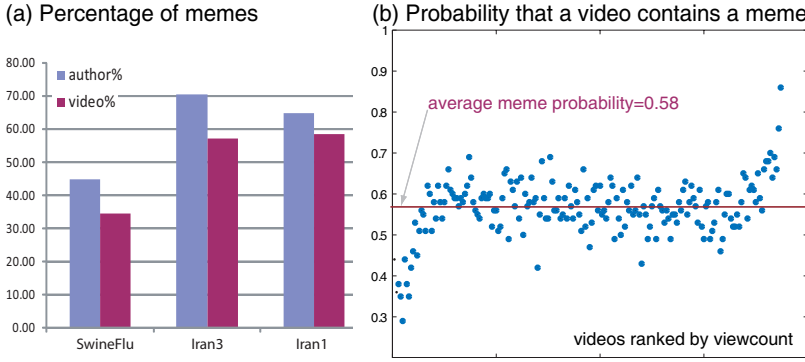 (a) Percentage of memes
80.00
70.00
60.00
50.00
40.00
30.00
20.00
10.00
0.00
author%
video%
SwineFlu Iran3 Iran1
(b) Probability that a video contains a meme
1
0.9
0.8
0.7
0.6
0.5
0.4
0.3
average meme probability=0.58
videos ranked by viewcount